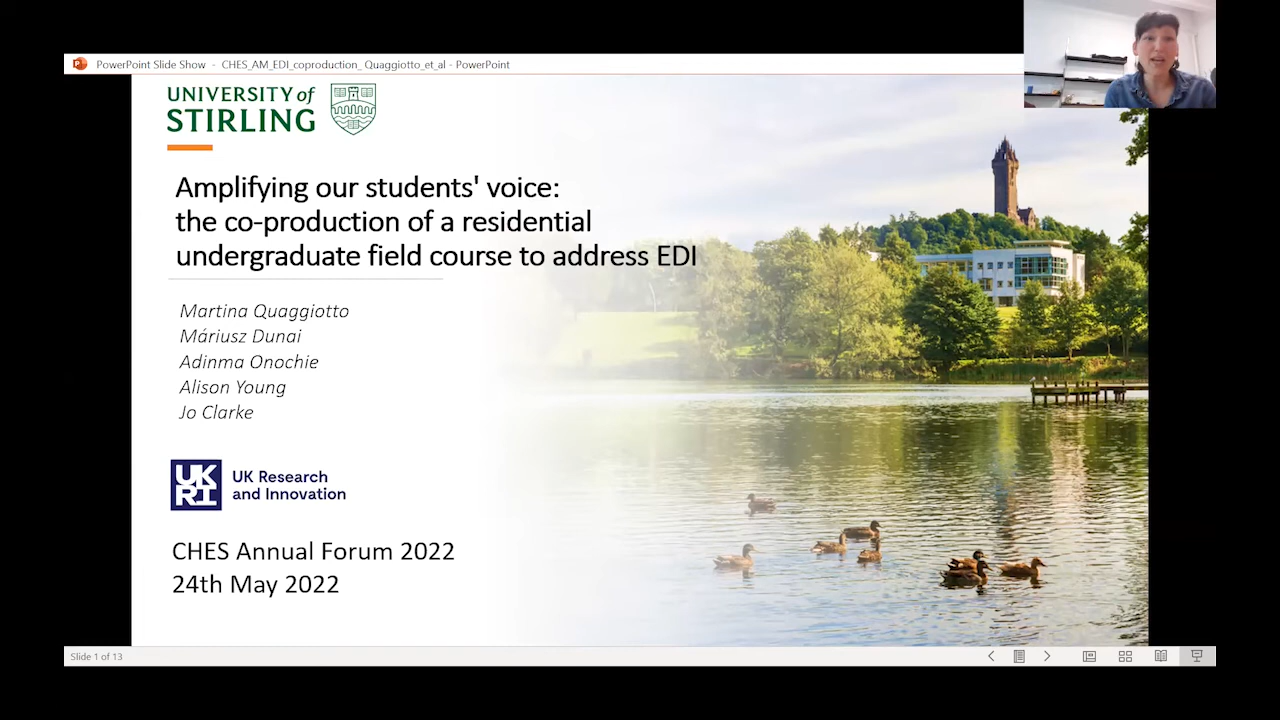 PowerPoint Slide Show - CHES_AM_EDI_coproduction_ Quaggiotto_et_al - PowerPoint
UNIVERSITY of
STIRLING
Amplifying our students' voice:
the co-production of a residential
undergraduate field course to address EDI
Martina Quaggiotto
Máriusz Dunai
Adinma Onochie
Alison Young
Jo Clarke
UK
RI
UK Research
and Innovation
CHES Annual Forum 2022
24th May 2022
Slide 1 of 13